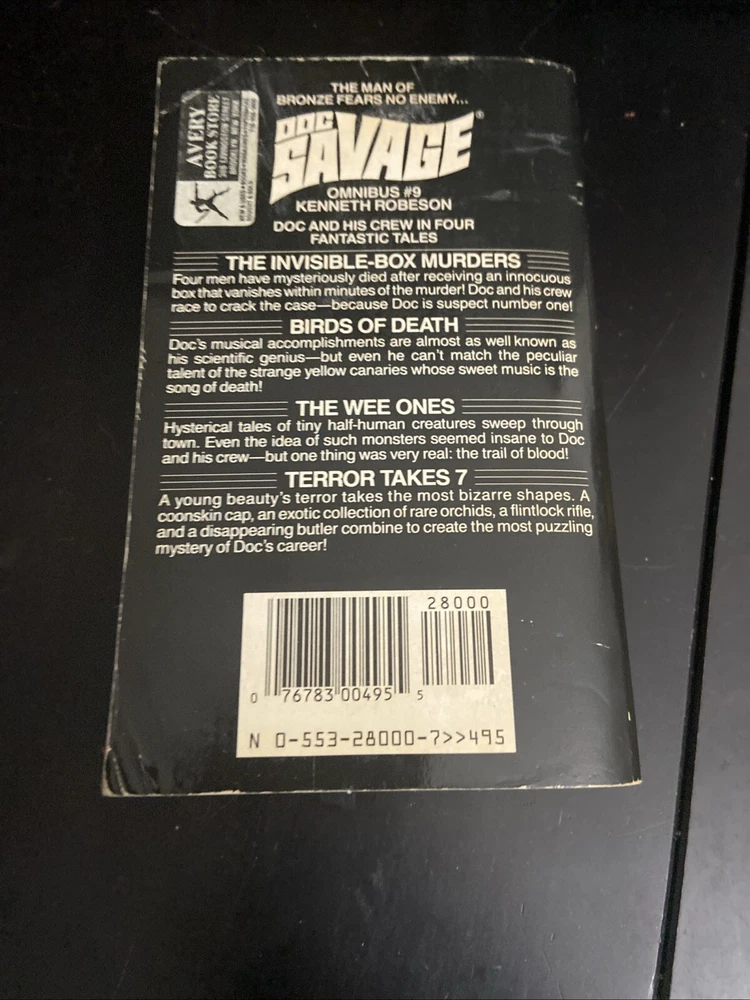 THE MAN OF
BRONZE FEARS NO ENEMY...
DOC
SAVAGE®
OMNIBUS #9
KENNETH ROBESON
DOC AND HIS CREW IN FOUR
FANTASTIC TALES
THE INVISIBLE-BOX MURDERS
Four men have mysteriously died after receiving an innocuous
box that vanishes within minutes of the murder! Doc and his crew
race to crack the case—because Doc is suspect number one!
BIRDS OF DEATH
Doc's musical accomplishments are almost as well known as
his scientific genius—but even he can't match the peculiar
talent of the strange yellow canaries whose sweet music is the
song of death!
THE WEE ONES
Hysterical tales of tiny half-human creatures sweep through
town. Even the idea of such monsters seemed insane to Doc
and his crew—but one thing was very real: the trail of blood!
TERROR TAKES 7
A young beauty's terror takes the most bizarre shapes. A
coonskin cap, an exotic collection of rare orchids, a flintlock rifle,
and a disappearing butler combine to create the most puzzling
mystery of Doc's career!
28000
0 76783 00495 5
N 0-553-28000-7>>495
AVERY
BOOK STORE